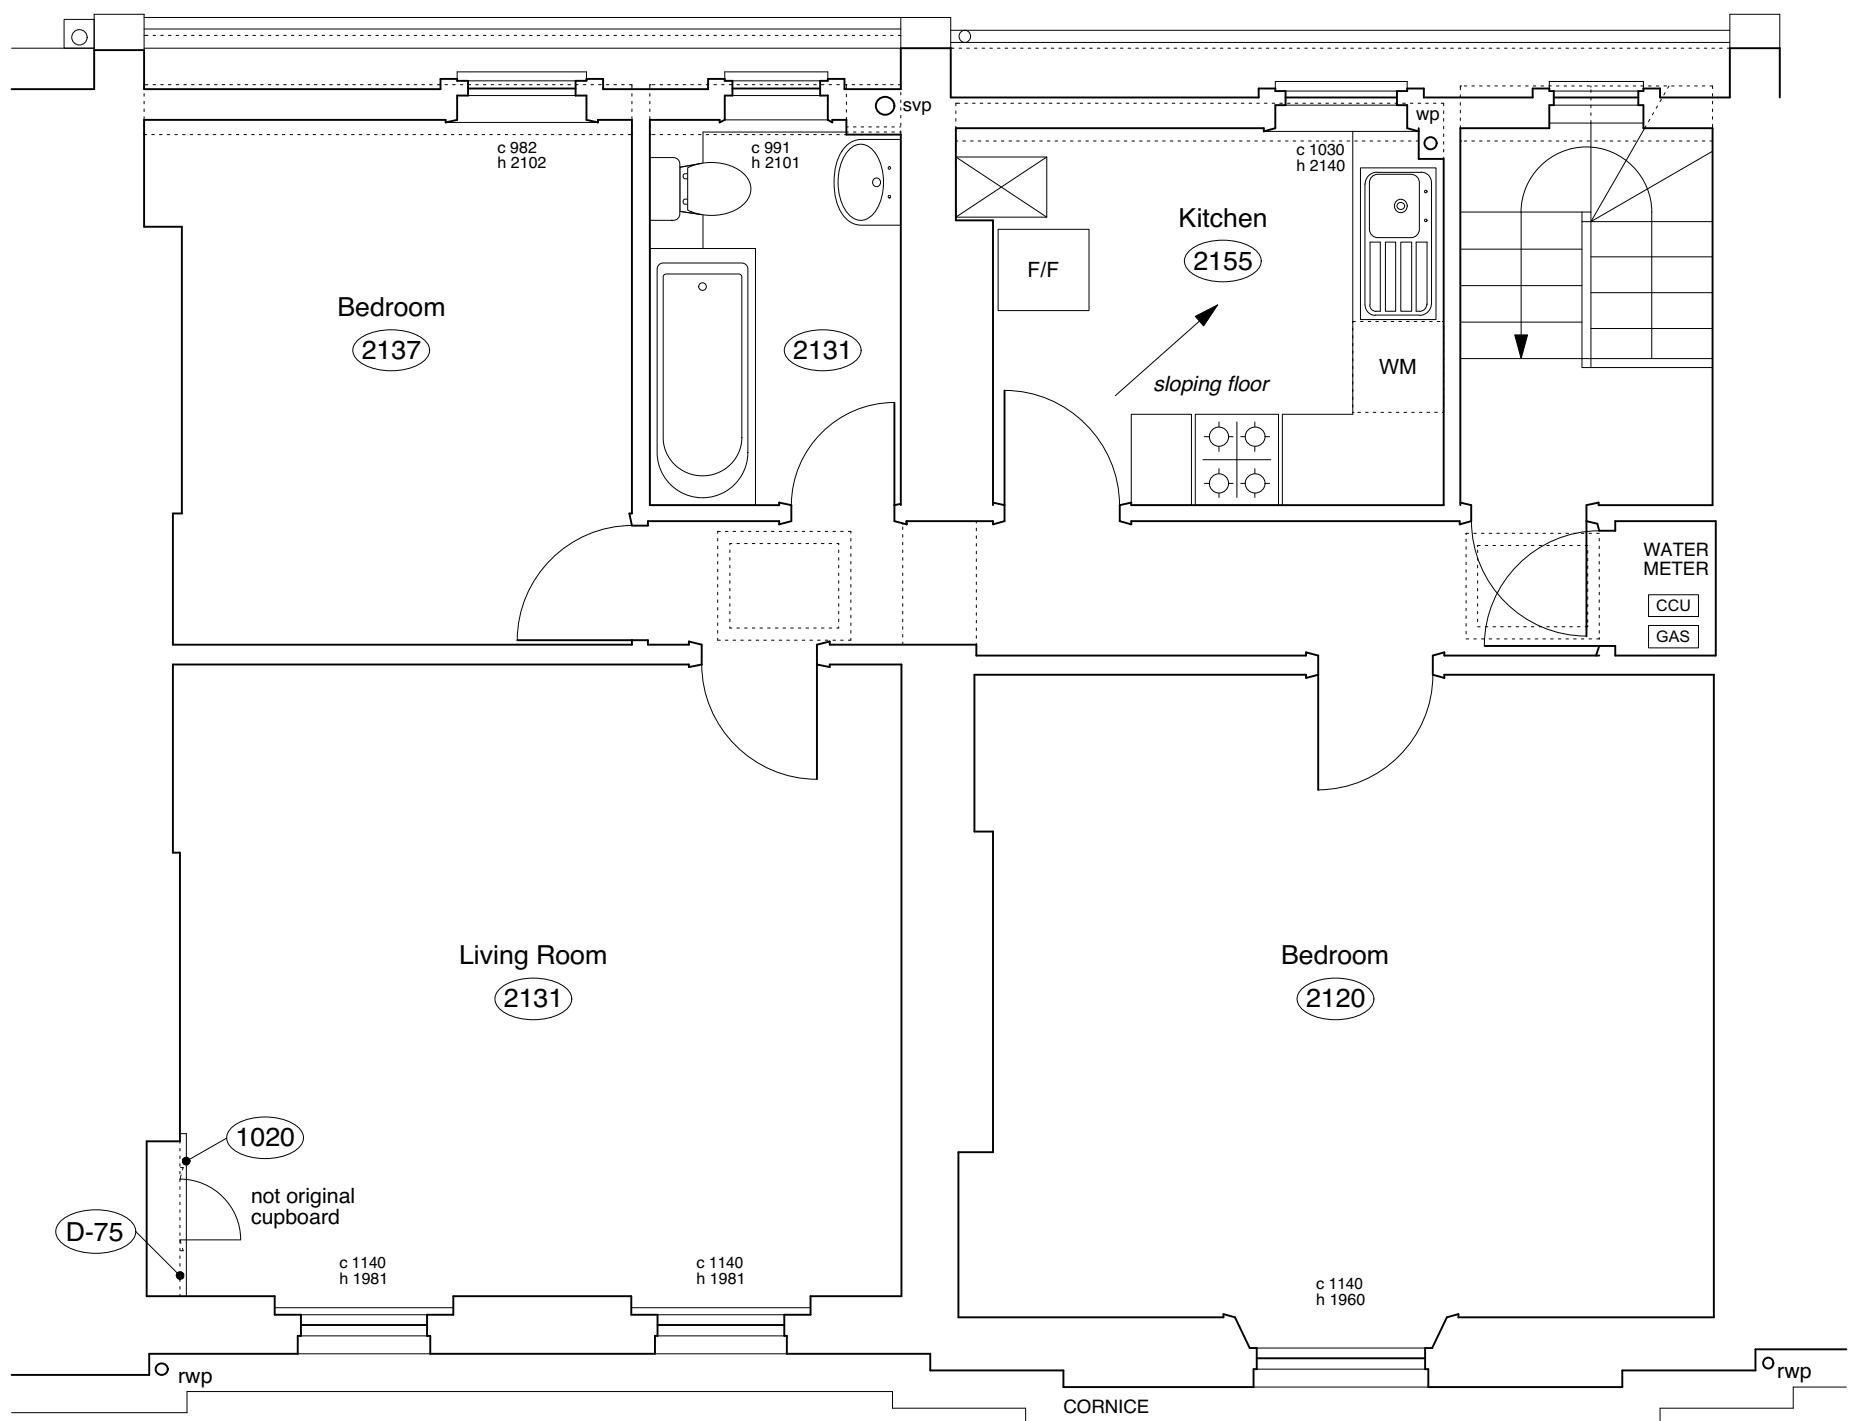 svp
wp
c 982
h 2102
c 991
h 2101
c 1030
h 2140
Kitchen
2155
F/F
Bedroom
2137
2131
WM
sloping floor
WATER
METER
CCU
GAS
Living Room
2131
Bedroom
2120
1020
not original
cupboard
D-75
c 1140
h 1981
c 1140
h 1981
c 1140
h 1960
rwp
rwp
CORNICE